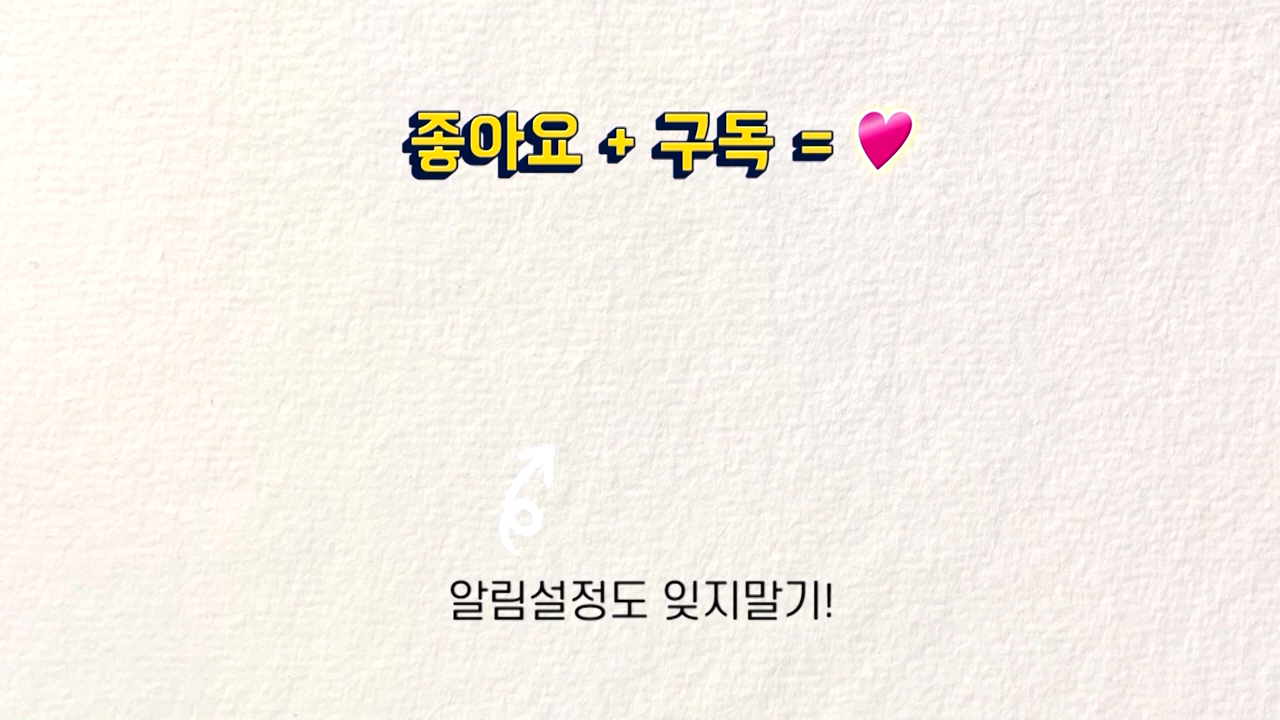 좋아요 + 구독 = 💗
알림설정도 잊지말기!